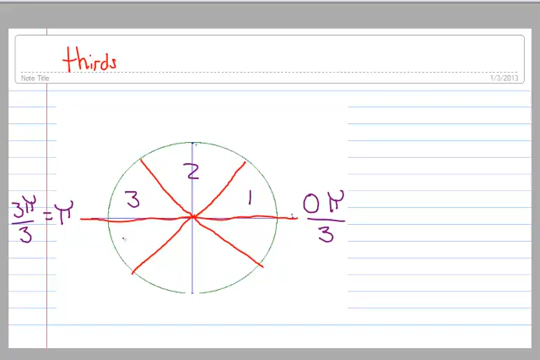 thirds
Note Title
1/3/2013
2
3
1
3π/3 = π
0π/3